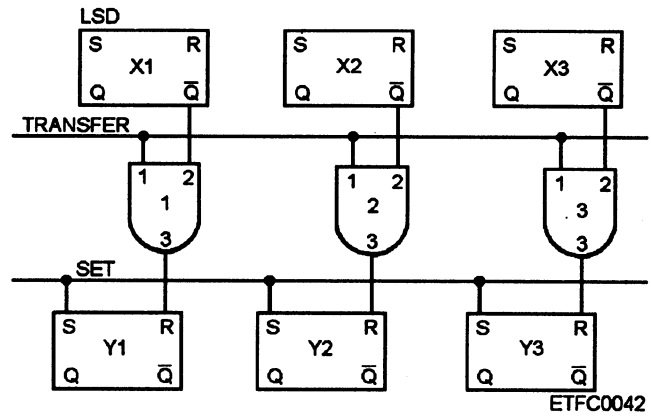 LSD
S R S R S R
X1 X2 X3
Q Q̅ Q Q̅ Q Q̅
TRANSFER
1 2 1 2 1 2
1 2 3
3 3 3
SET
S R S R S R
Y1 Y2 Y3
Q Q̅ Q Q̅ Q Q̅
ETFC0042